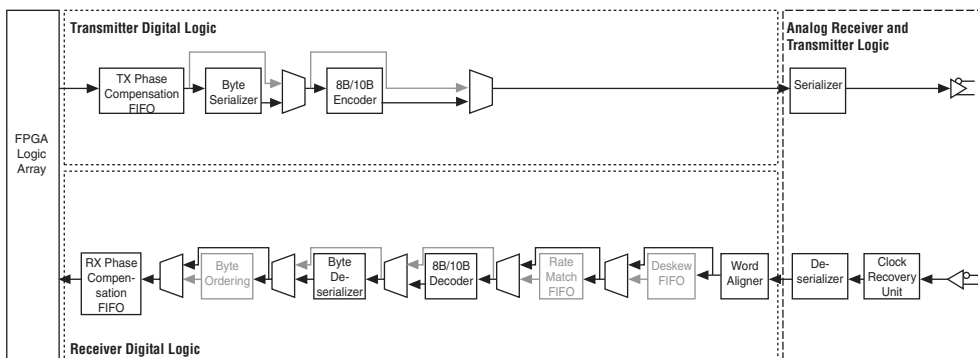 Transmitter Digital Logic
Analog Receiver and
Transmitter Logic
TX Phase
Compensation
FIFO
Byte
Serializer
8B/10B
Encoder
Serializer
FPGA
Logic
Array
RX Phase
Compen-
sation
FIFO
Byte
Ordering
Byte
De-
serializer
8B/10B
Decoder
Rate
Match
FIFO
Deskew
FIFO
Word
Aligner
De-
serializer
Clock
Recovery
Unit
Receiver Digital Logic